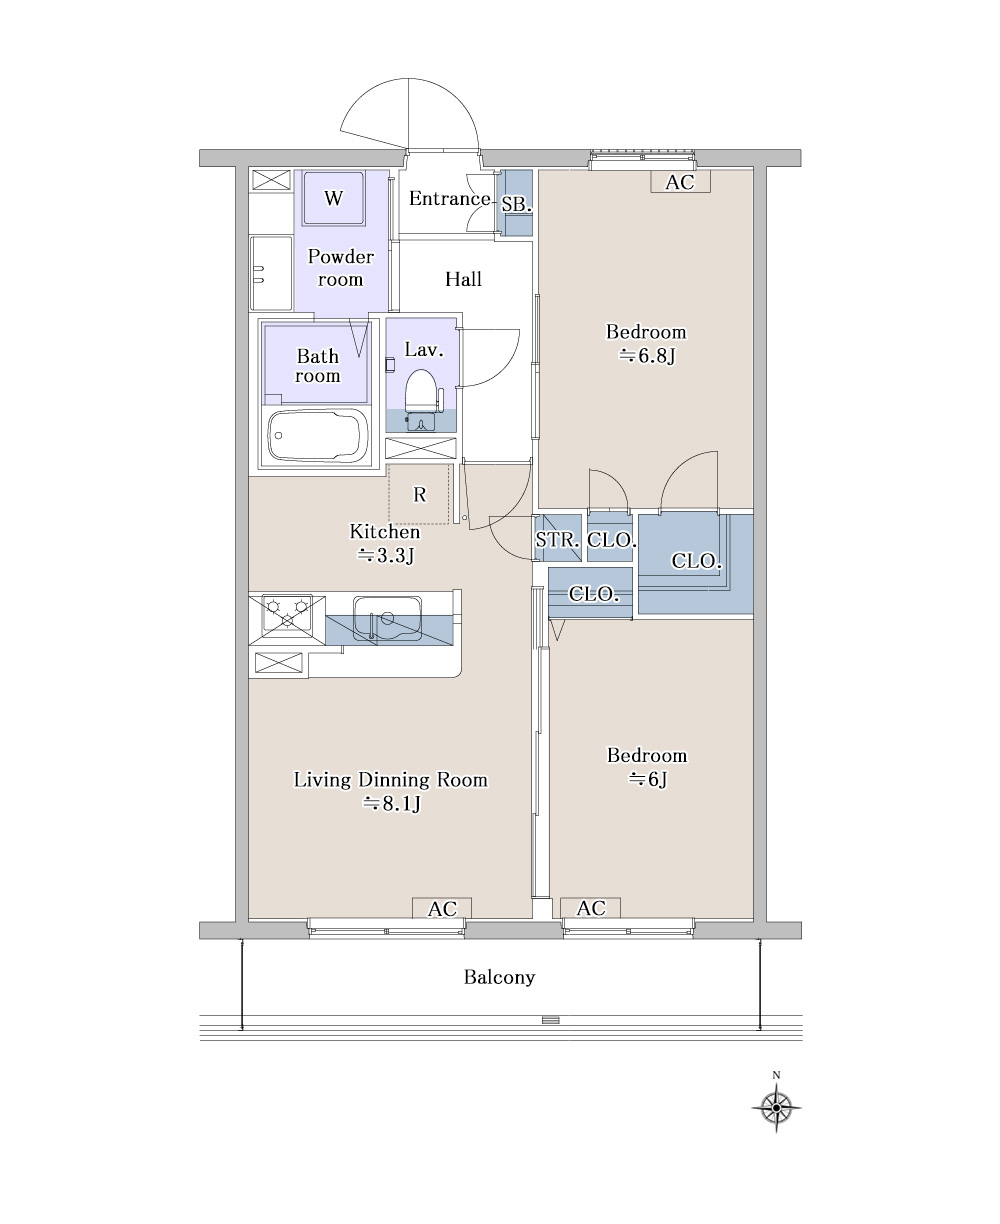 AC
W
Entrance
SB.
Powder
room
Hall
Bedroom
≒6.8J
Lav.
Bath
room
R
Kitchen
≒3.3J
STR.
CLO.
CLO.
CLO.
Bedroom
≒6J
Living Dinning Room
≒8.1J
AC
AC
Balcony
N